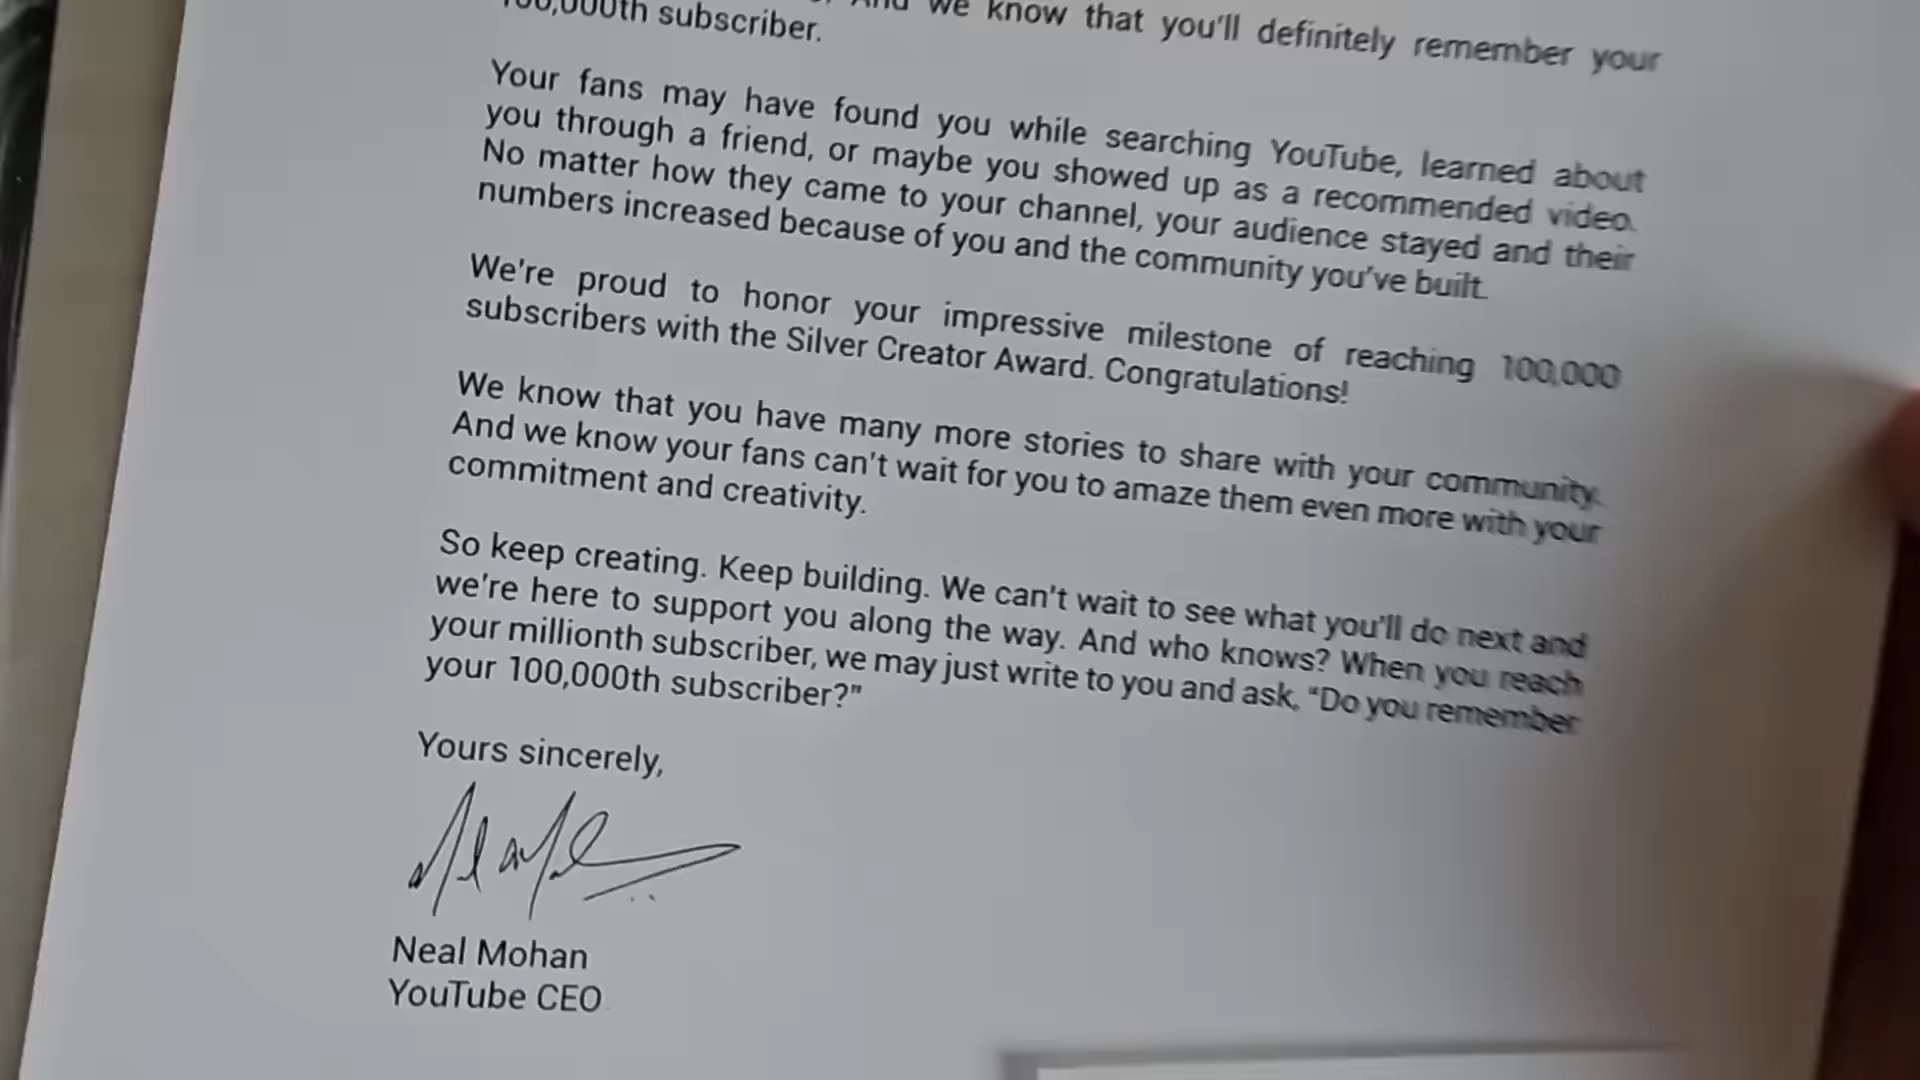 we know that you'll definitely remember your
100,000th subscriber.
Your fans may have found you while searching YouTube, learned about
you through a friend, or maybe you showed up as a recommended video.
No matter how they came to your channel, your audience stayed and their
numbers increased because of you and the community you've built.
We're proud to honor your impressive milestone of reaching 100,000
subscribers with the Silver Creator Award. Congratulations!
We know that you have many more stories to share with your community.
And we know your fans can't wait for you to amaze them even more with your
commitment and creativity.
So keep creating. Keep building. We can't wait to see what you'll do next and
we're here to support you along the way. And who knows? When you reach
your millionth subscriber, we may just write to you and ask, “Do you remember
your 100,000th subscriber?”
Yours sincerely,
Neal Mohan
YouTube CEO